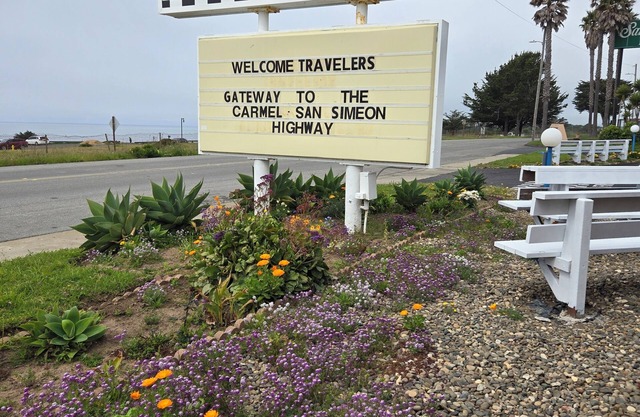 WELCOME TRAVELERS
GATEWAY TO THE
CARMEL - SAN SIMEON
HIGHWAY